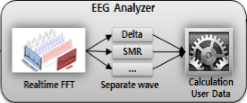 EEG Analyzer
Delta
SMR
...
Realtime FFT
Separate wave
Calculation
User Data